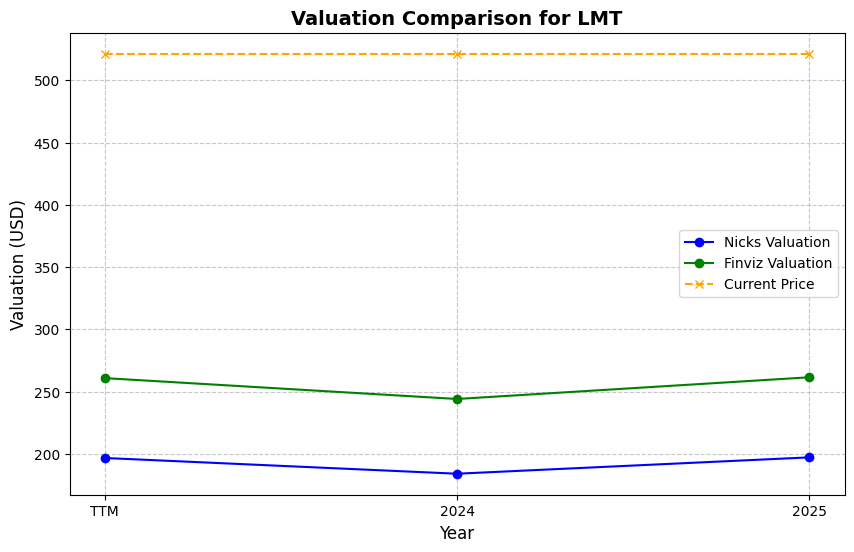 Valuation Comparison for LMT
Valuation (USD)
500
450
400
350
300
250
200
Nicks Valuation
Finviz Valuation
Current Price
TTM
2024
2025
Year